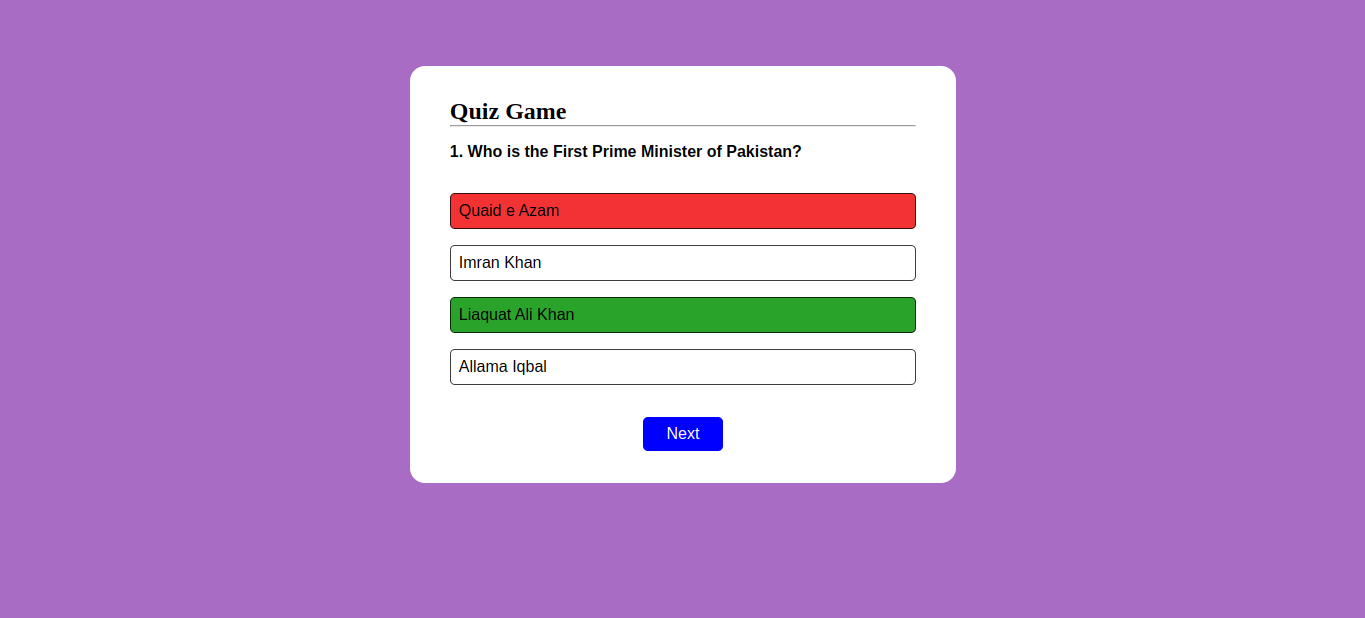 Quiz Game
1. Who is the First Prime Minister of Pakistan?
Quaid e Azam
Imran Khan
Liaquat Ali Khan
Allama Iqbal
Next